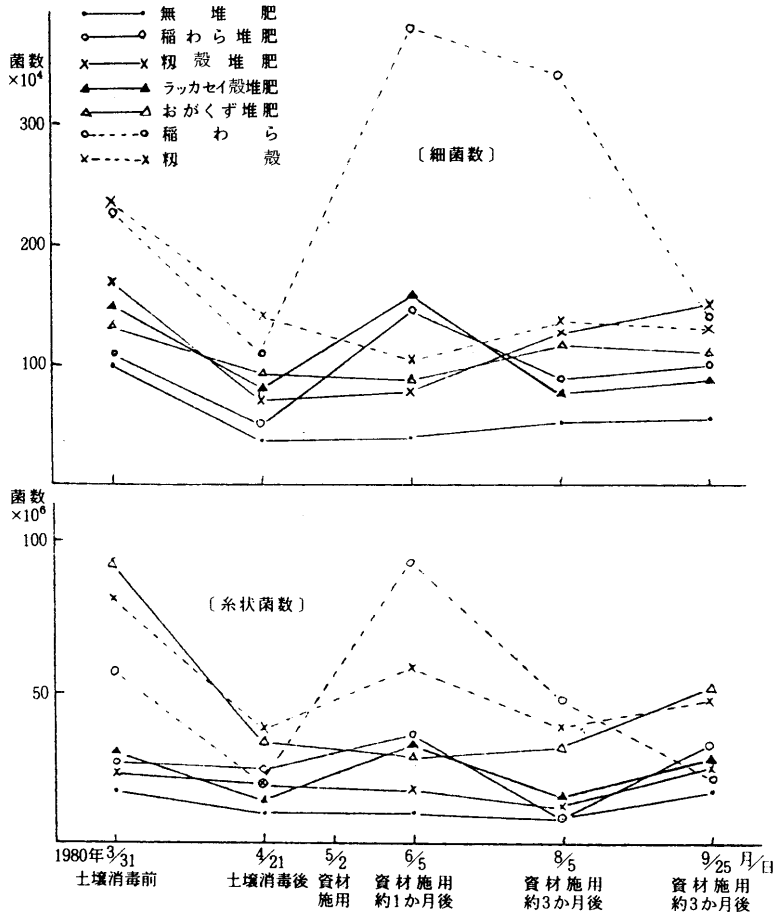 無堆肥
稲わら堆肥
籾殻堆肥
ラッカセイ殻堆肥
おがくず堆肥
稲わら
籾殻
菌数
×10⁴
300
200
100
〔細菌数〕
菌数
×10⁶
100
50
〔糸状菌数〕
1980年3/31
土壌消毒前
4/21
土壌消毒後
5/2
資材
施用
6/5
資材施用
約1か月後
8/5
資材施用
約3か月後
9/25
資材施用
約3か月後
月/日